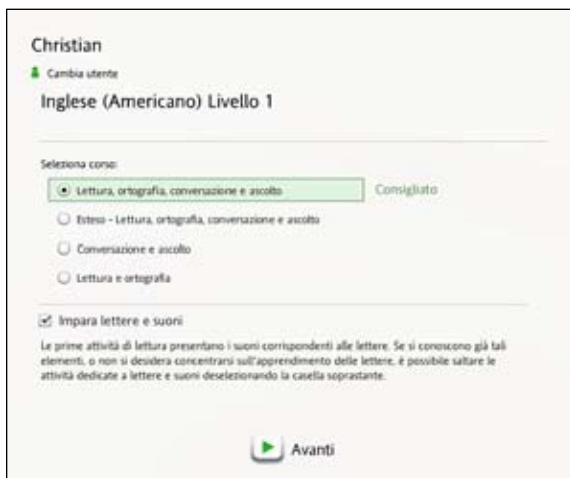 Christian
Cambia utente
Inglese (Americano) Livello 1
Seleziona corso:
Lettura, ortografia, conversazione e ascolto Consigliato
Esteso - Lettura, ortografia, conversazione e ascolto
Conversazione e ascolto
Lettura e ortografia
Impara lettere e suoni
Le prime attività di lettura presentano i suoni corrispondenti alle lettere. Se si conoscono già tali
elementi, o non si desidera concentrarsi sull'apprendimento delle lettere, è possibile saltare le
attività dedicate a lettere e suoni deselezionando la casella soprastante.
Avanti